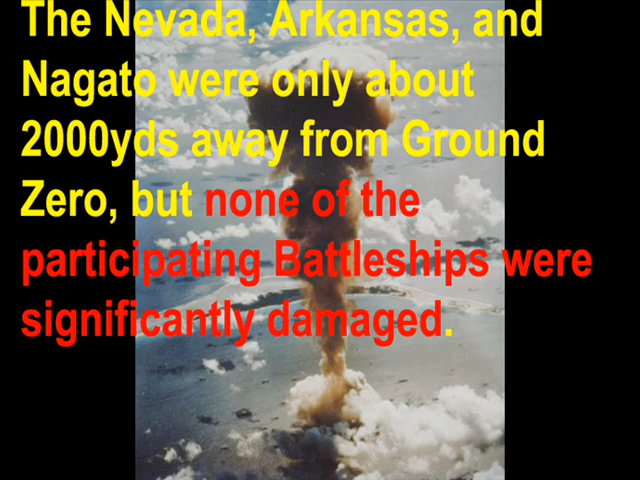 The Nevada, Arkansas, and
Nagato were only about
2000yds away from Ground
Zero, but none of the
participating Battleships were
significantly damaged.